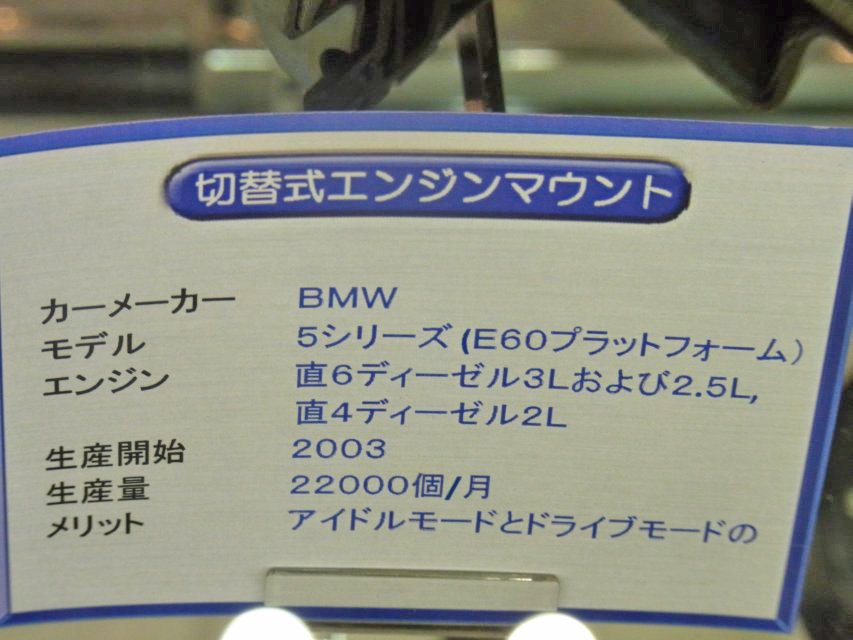 切替式エンジンマウント
カーメーカー BMW
モデル 5シリーズ (E60プラットフォーム)
エンジン 直6ディーゼル3Lおよび2.5L,
直4ディーゼル2L
生産開始 2003
生産量 22000個/月
メリット アイドルモードとドライブモードの